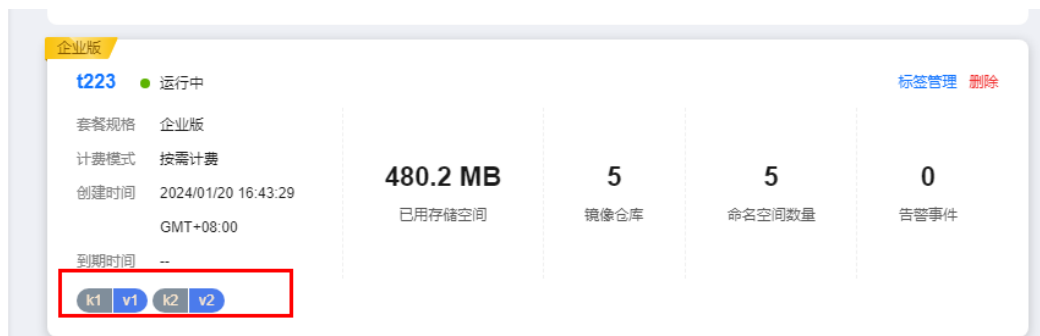 企业版
t223 运行中 标签管理 删除
套餐规格 企业版
计费模式 按需计费
480.2 MB 5 5 0
创建时间 2024/01/20 16:43:29
已用存储空间 镜像仓库 命名空间数量 告警事件
GMT+08:00
到期时间 --
k1 v1 k2 v2